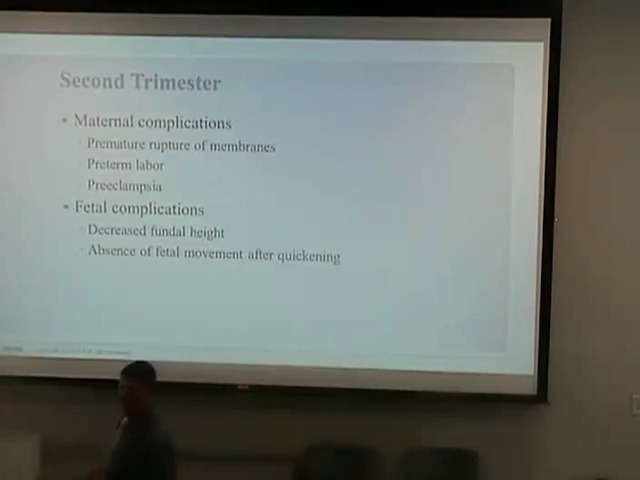 Second Trimester
• Maternal complications
Premature rupture of membranes
Preterm labor
Preeclampsia
• Fetal complications
Decreased fundal height
Absence of fetal movement after quickening